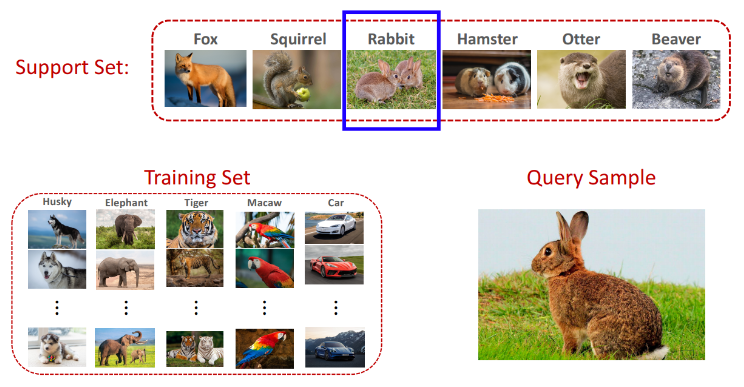 Support Set:
Fox Squirrel Rabbit Hamster Otter Beaver
Training Set
Husky Elephant Tiger Macaw Car
Query Sample